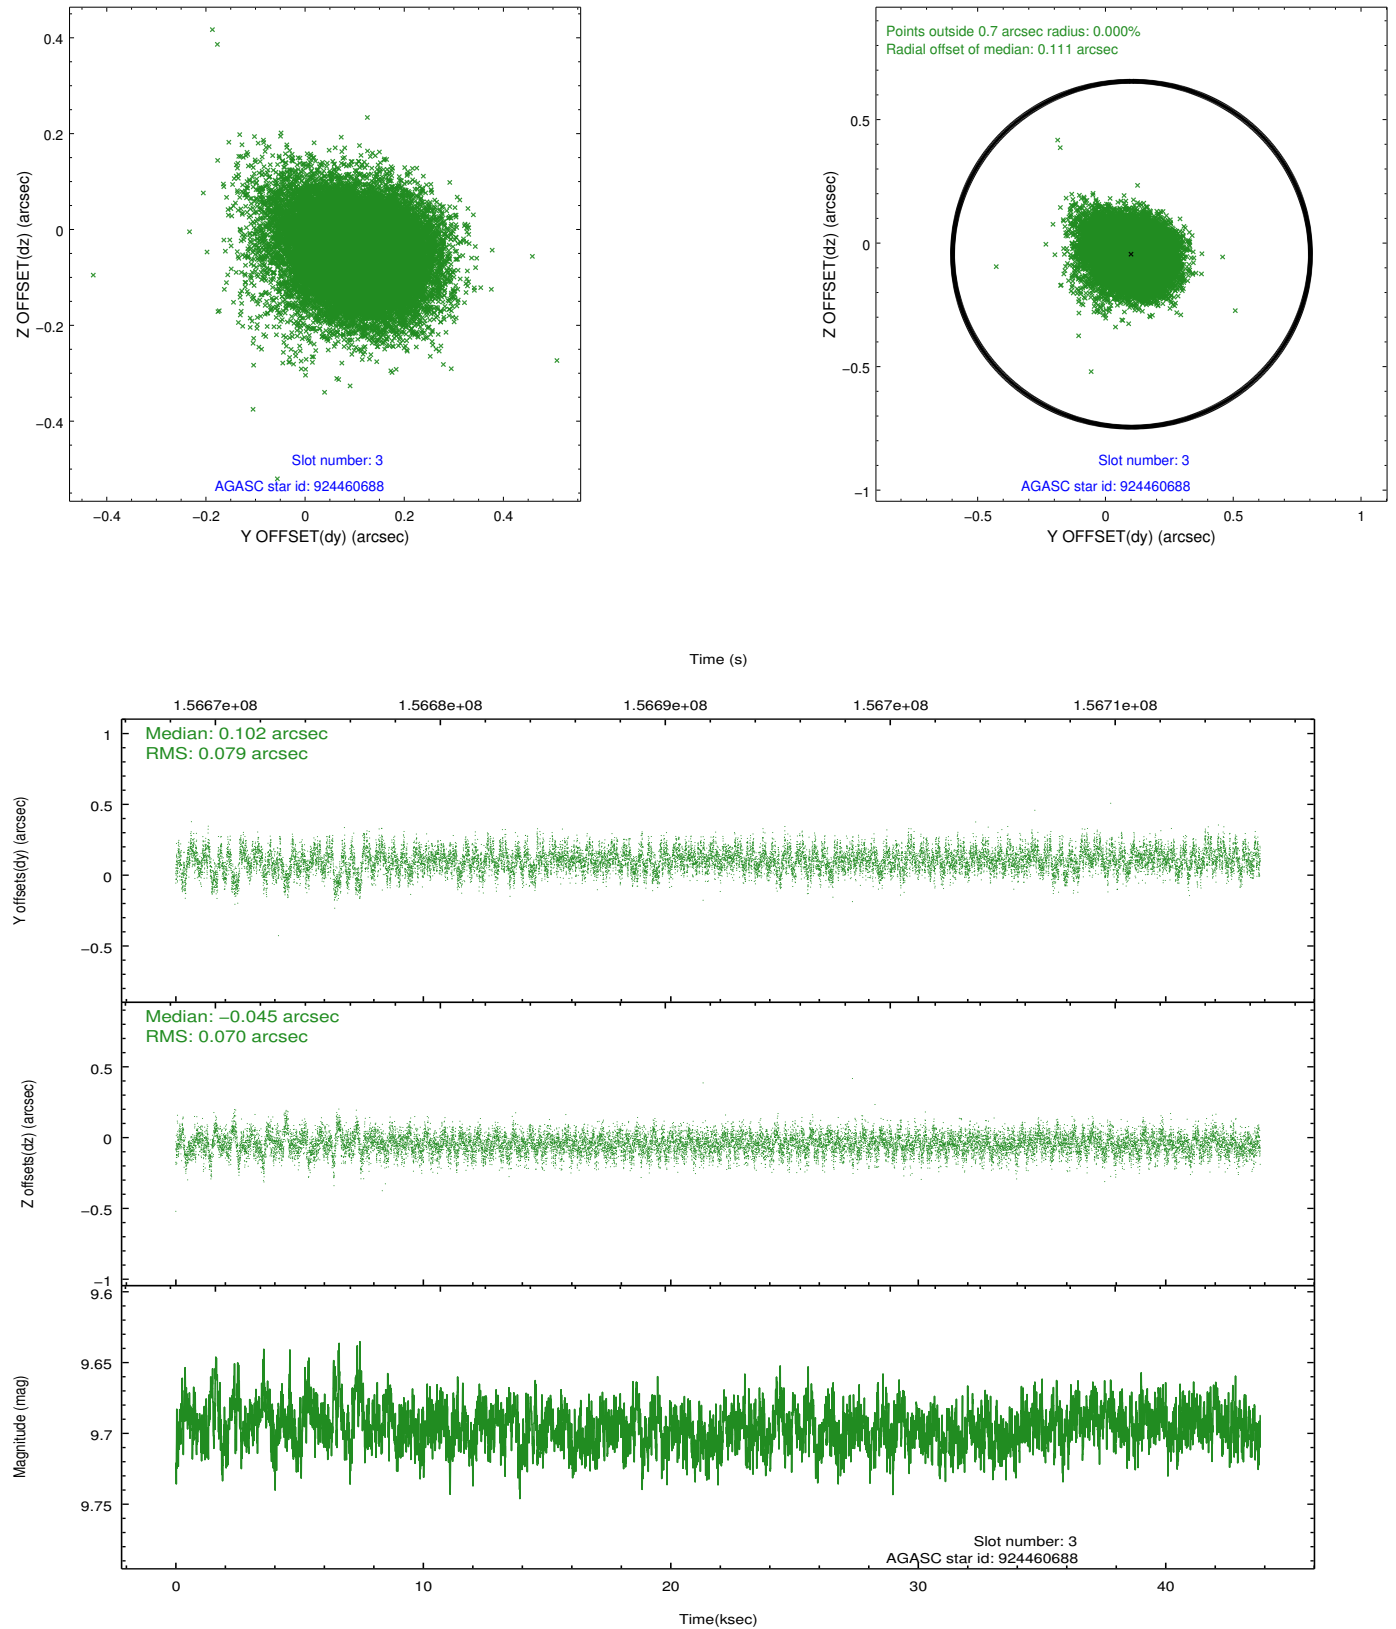 0.4
0.2
0
−0.2
−0.4
−0.4
−0.2
0
0.2
0.4
Z OFFSET(dz) (arcsec)
Y OFFSET(dy) (arcsec)
Slot number: 3
AGASC star id: 924460688
Points outside 0.7 arcsec radius: 0.000%
Radial offset of median: 0.111 arcsec
0.5
0
−0.5
−1
−0.5
0
0.5
1
Z OFFSET(dz) (arcsec)
Y OFFSET(dy) (arcsec)
Slot number: 3
AGASC star id: 924460688
Time (s)
1.5667e+08
1.5668e+08
1.5669e+08
1.567e+08
1.5671e+08
Median: 0.102 arcsec
RMS: 0.079 arcsec
1
0.5
0
−0.5
Y offsets(dy) (arcsec)
Median: −0.045 arcsec
RMS: 0.070 arcsec
0.5
0
−0.5
−1
Z offsets(dz) (arcsec)
9.6
9.65
9.7
9.75
Magnitude (mag)
Slot number: 3
AGASC star id: 924460688
0
10
20
30
40
Time(ksec)